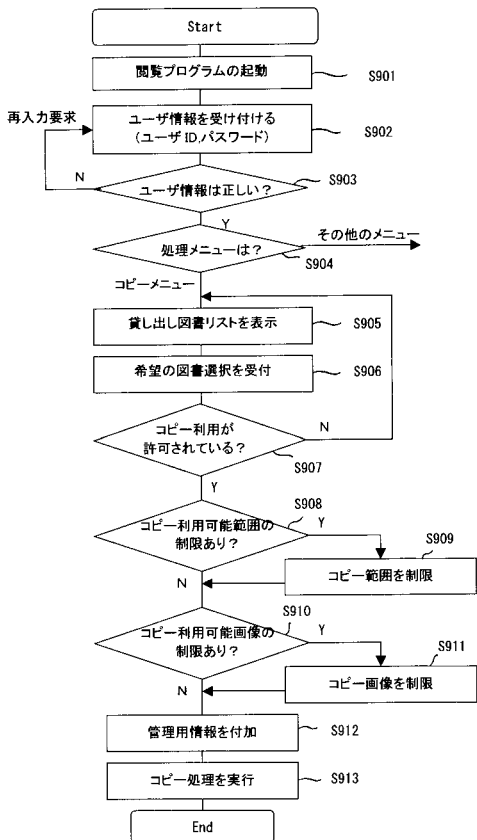 Start
閲覧プログラムの起動
S901
再入力要求
ユーザ情報を受け付ける
(ユーザID,パスワード)
S902
N
ユーザ情報は正しい?
S903
Y
処理メニューは?
その他のメニュー
S904
コピーメニュー
貸し出し図書リストを表示
S905
希望の図書選択を受付
S906
コピー利用が
許可されている?
N
S907
Y
S908
コピー利用可能範囲の
制限あり?
Y
S909
コピー範囲を制限
N
S910
コピー利用可能画像の
制限あり?
Y
S911
コピー画像を制限
N
管理用情報を付加
S912
コピー処理を実行
S913
End